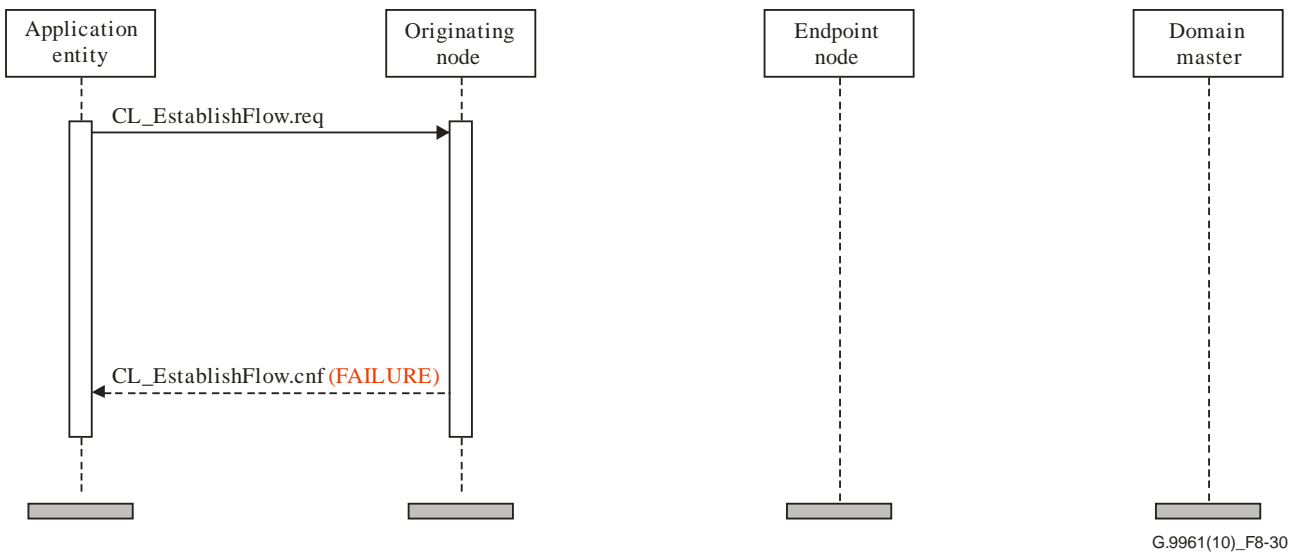 Application
entity
Originating
node
Endpoint
node
Domain
master
CL_EstablishFlow.req
CL_EstablishFlow.cnf (FAILURE)
G.9961(10)_F8-30